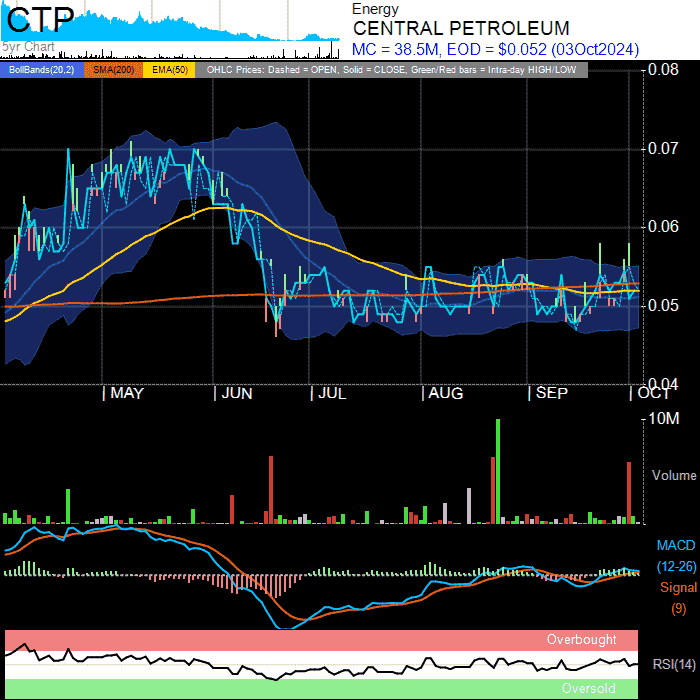 CTP
5yr Chart
Energy
CENTRAL PETROLEUM
MC = 38.5M, EOD = $0.052 (03Oct2024)
BollBands(20,2) SMA(200) EMA(50) OHLC Prices: Dashed = OPEN, Solid = CLOSE, Green/Red bars = Intra-day HIGH/LOW
0.08
0.07
0.06
0.05
0.04
MAY JUN JUL AUG SEP OCT
10M
Volume
MACD
(12-26)
Signal
(9)
Overbought
RSI(14)
Oversold